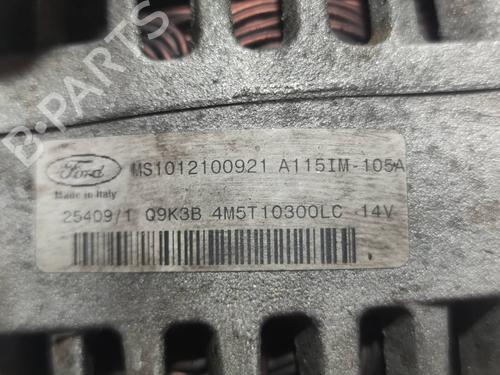 B-PARTS
Ford MS1012100921 A115IM-105A
Made in Italy
25409/1 Q9K3B 4M5T10300LC 14V